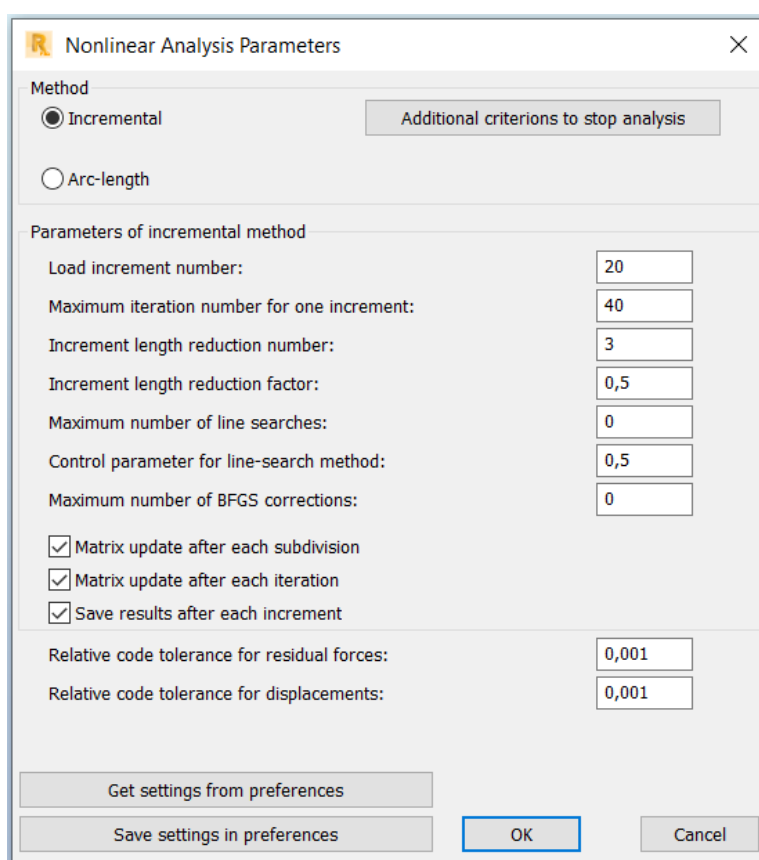 Nonlinear Analysis Parameters
Method
Incremental
Additional criterions to stop analysis
Arc-length
Parameters of incremental method
Load increment number: 20
Maximum iteration number for one increment: 40
Increment length reduction number: 3
Increment length reduction factor: 0,5
Maximum number of line searches: 0
Control parameter for line-search method: 0,5
Maximum number of BFGS corrections: 0
Matrix update after each subdivision
Matrix update after each iteration
Save results after each increment
Relative code tolerance for residual forces: 0,001
Relative code tolerance for displacements: 0,001
Get settings from preferences
Save settings in preferences OK Cancel